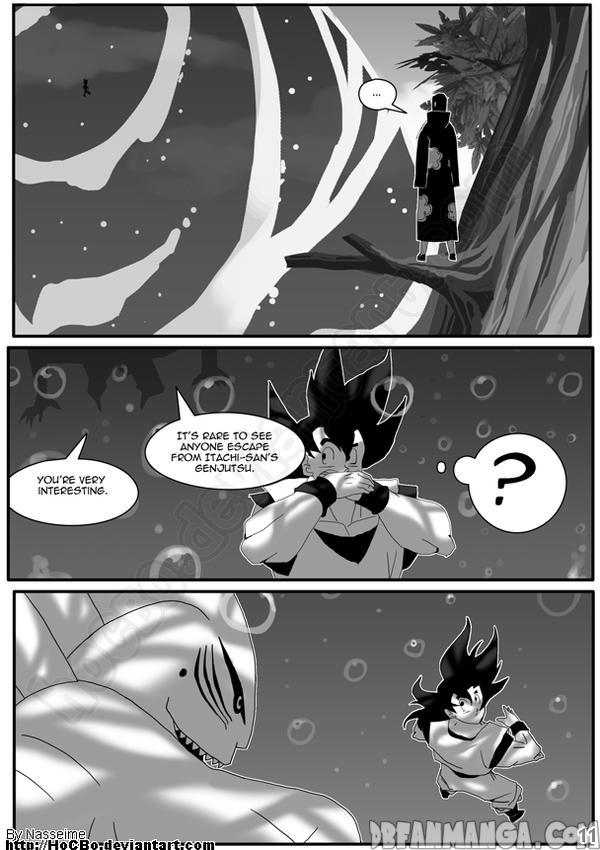 ...
IT'S RARE TO SEE
ANYONE ESCAPE
FROM ITACHI-SAN'S
GENJUTSU.
YOU'RE VERY
INTERESTING.
?
By Nasseime
http://HoCBo.deviantart.com
DBFANMANGA.COM
11